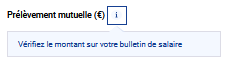 Prélèvement mutuelle (€) i
Vérifiez le montant sur votre bulletin de salaire